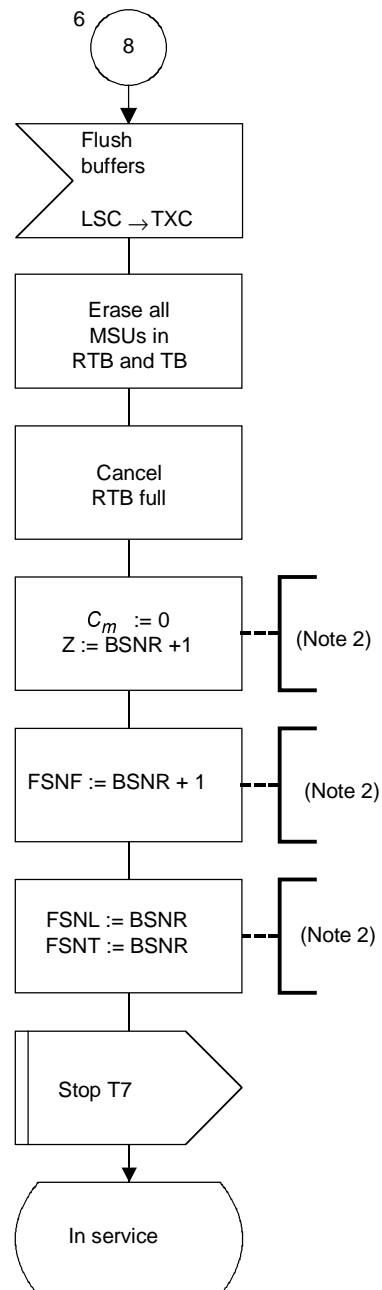 6
8
Flush
buffers
LSC → TXC
Erase all
MSUs in
RTB and TB
Cancel
RTB full
Cm := 0
Z := BSNR +1
(Note 2)
FSNF := BSNR + 1
(Note 2)
FSNL := BSNR
FSNT := BSNR
(Note 2)
Stop T7
In service